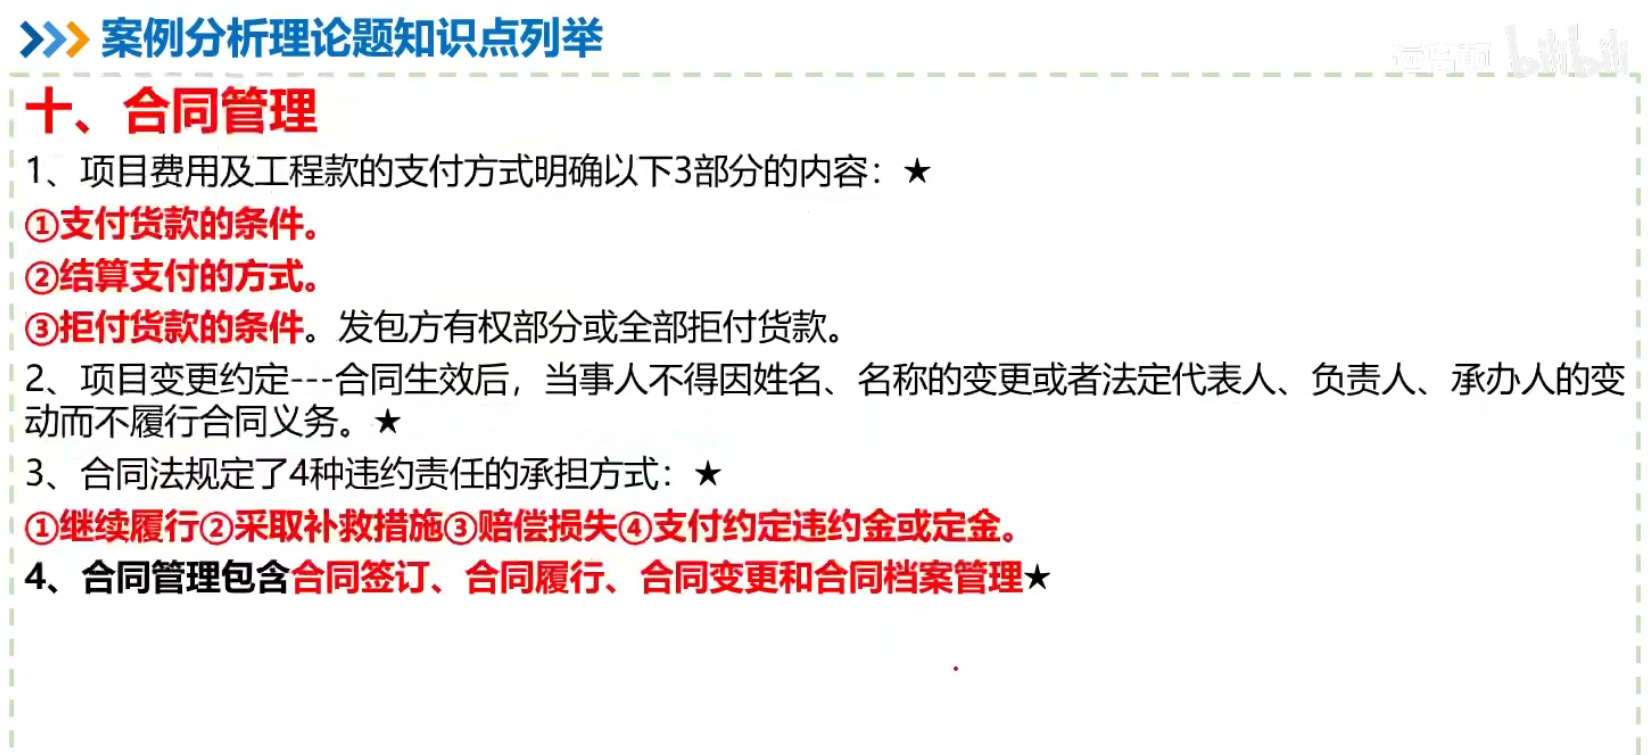 案例分析理论题知识点列举
bilibili
十、合同管理
1、项目费用及工程款的支付方式明确以下3部分的内容：★
①支付货款的条件。
②结算支付的方式。
③拒付货款的条件。发包方有权部分或全部拒付货款。
2、项目变更约定---合同生效后，当事人不得因姓名、名称的变更或者法定代表人、负责人、承办人的变
动而不履行合同义务。★
3、合同法规定了4种违约责任的承担方式：★
①继续履行②采取补救措施③赔偿损失④支付约定违约金或定金。
4、合同管理包含合同签订、合同履行、合同变更和合同档案管理★